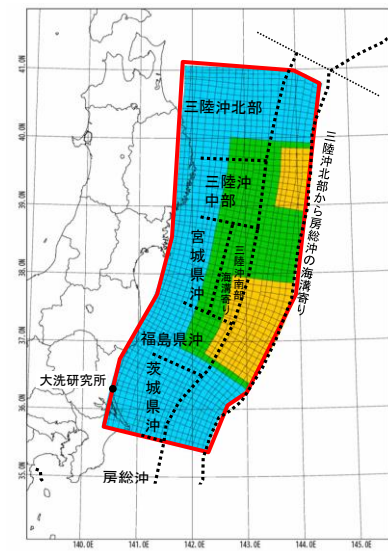 41.0N
40.0N
39.0N
38.0N
37.0N
36.0N
35.0N
三陸沖北部
三陸沖
中部
宮城県沖
三陸沖南部
海溝寄り
三陸沖北部から房総沖の海溝寄り
福島県沖
茨城県沖
大洗研究所
房総沖
140.0E
141.0E
142.0E
143.0E
144.0E
145.0E